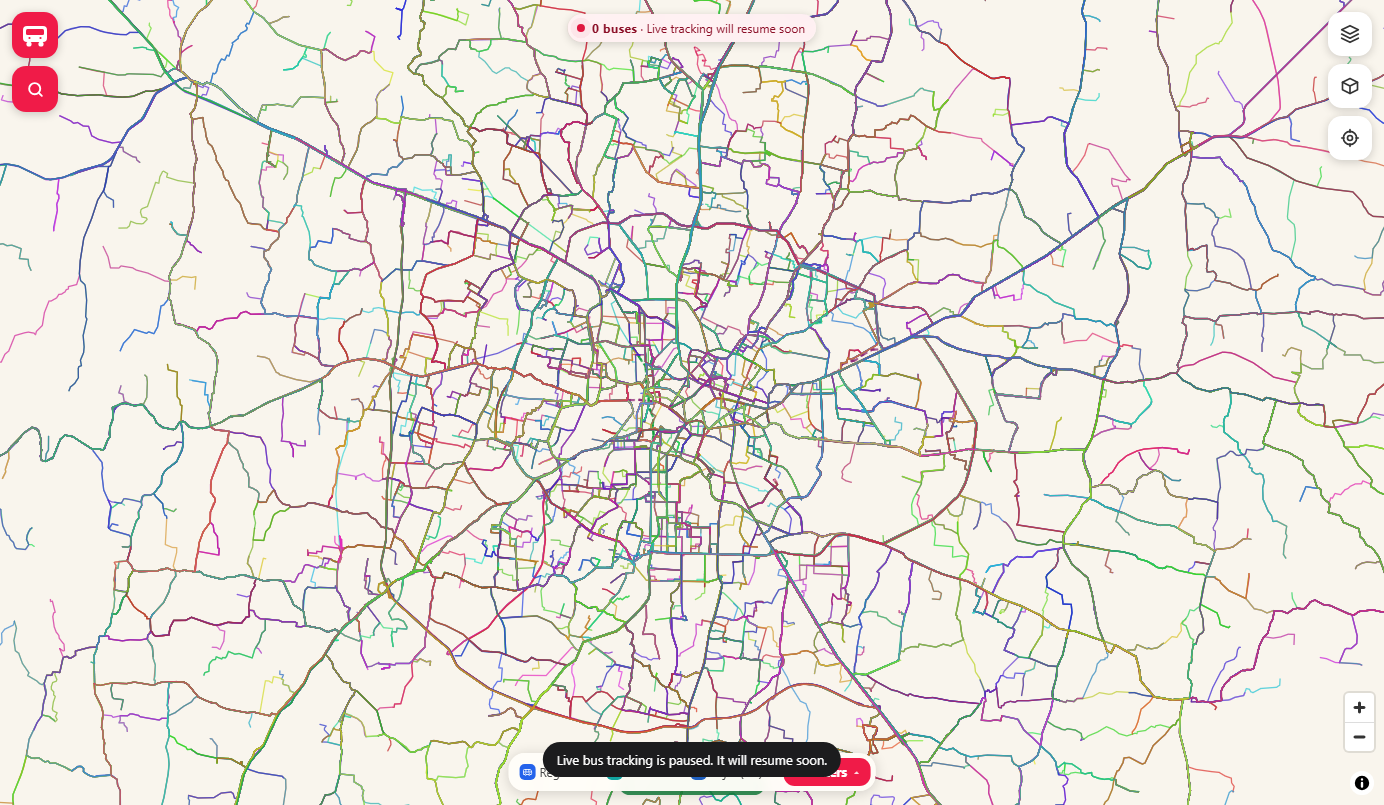 0 buses · Live tracking will resume soon
Live bus tracking is paused. It will resume soon.